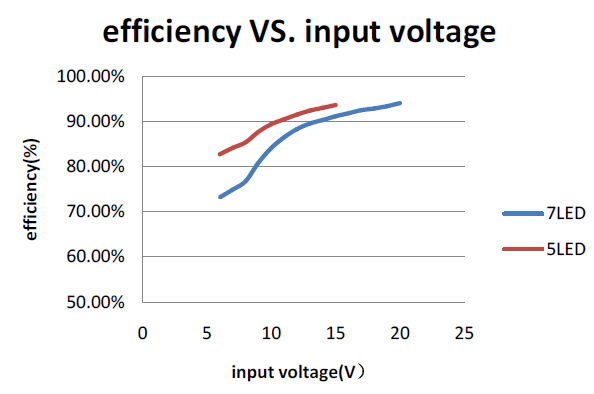 efficiency VS. input voltage
100.00%
90.00%
80.00%
70.00%
60.00%
50.00%
efficiency(%)
0 5 10 15 20 25
input voltage(V）
7LED
5LED